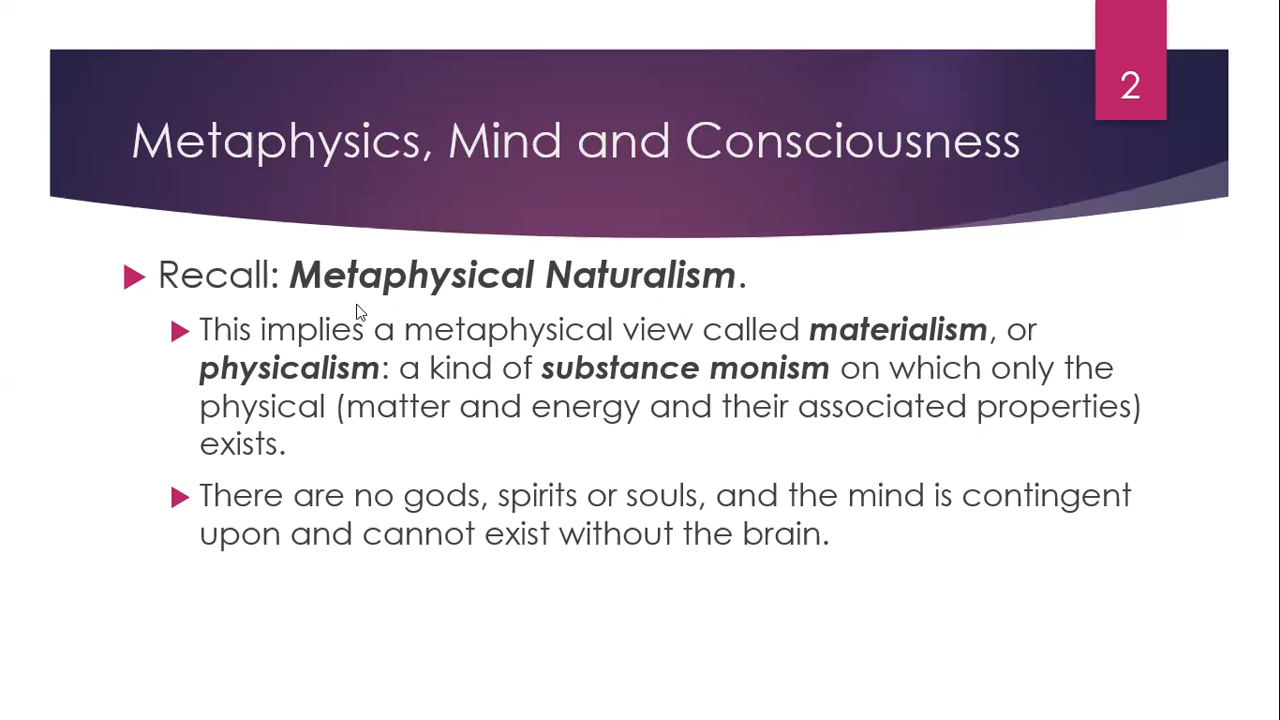 2
Metaphysics, Mind and Consciousness
Recall: Metaphysical Naturalism.
This implies a metaphysical view called materialism, or
physicalism: a kind of substance monism on which only the
physical (matter and energy and their associated properties)
exists.
There are no gods, spirits or souls, and the mind is contingent
upon and cannot exist without the brain.